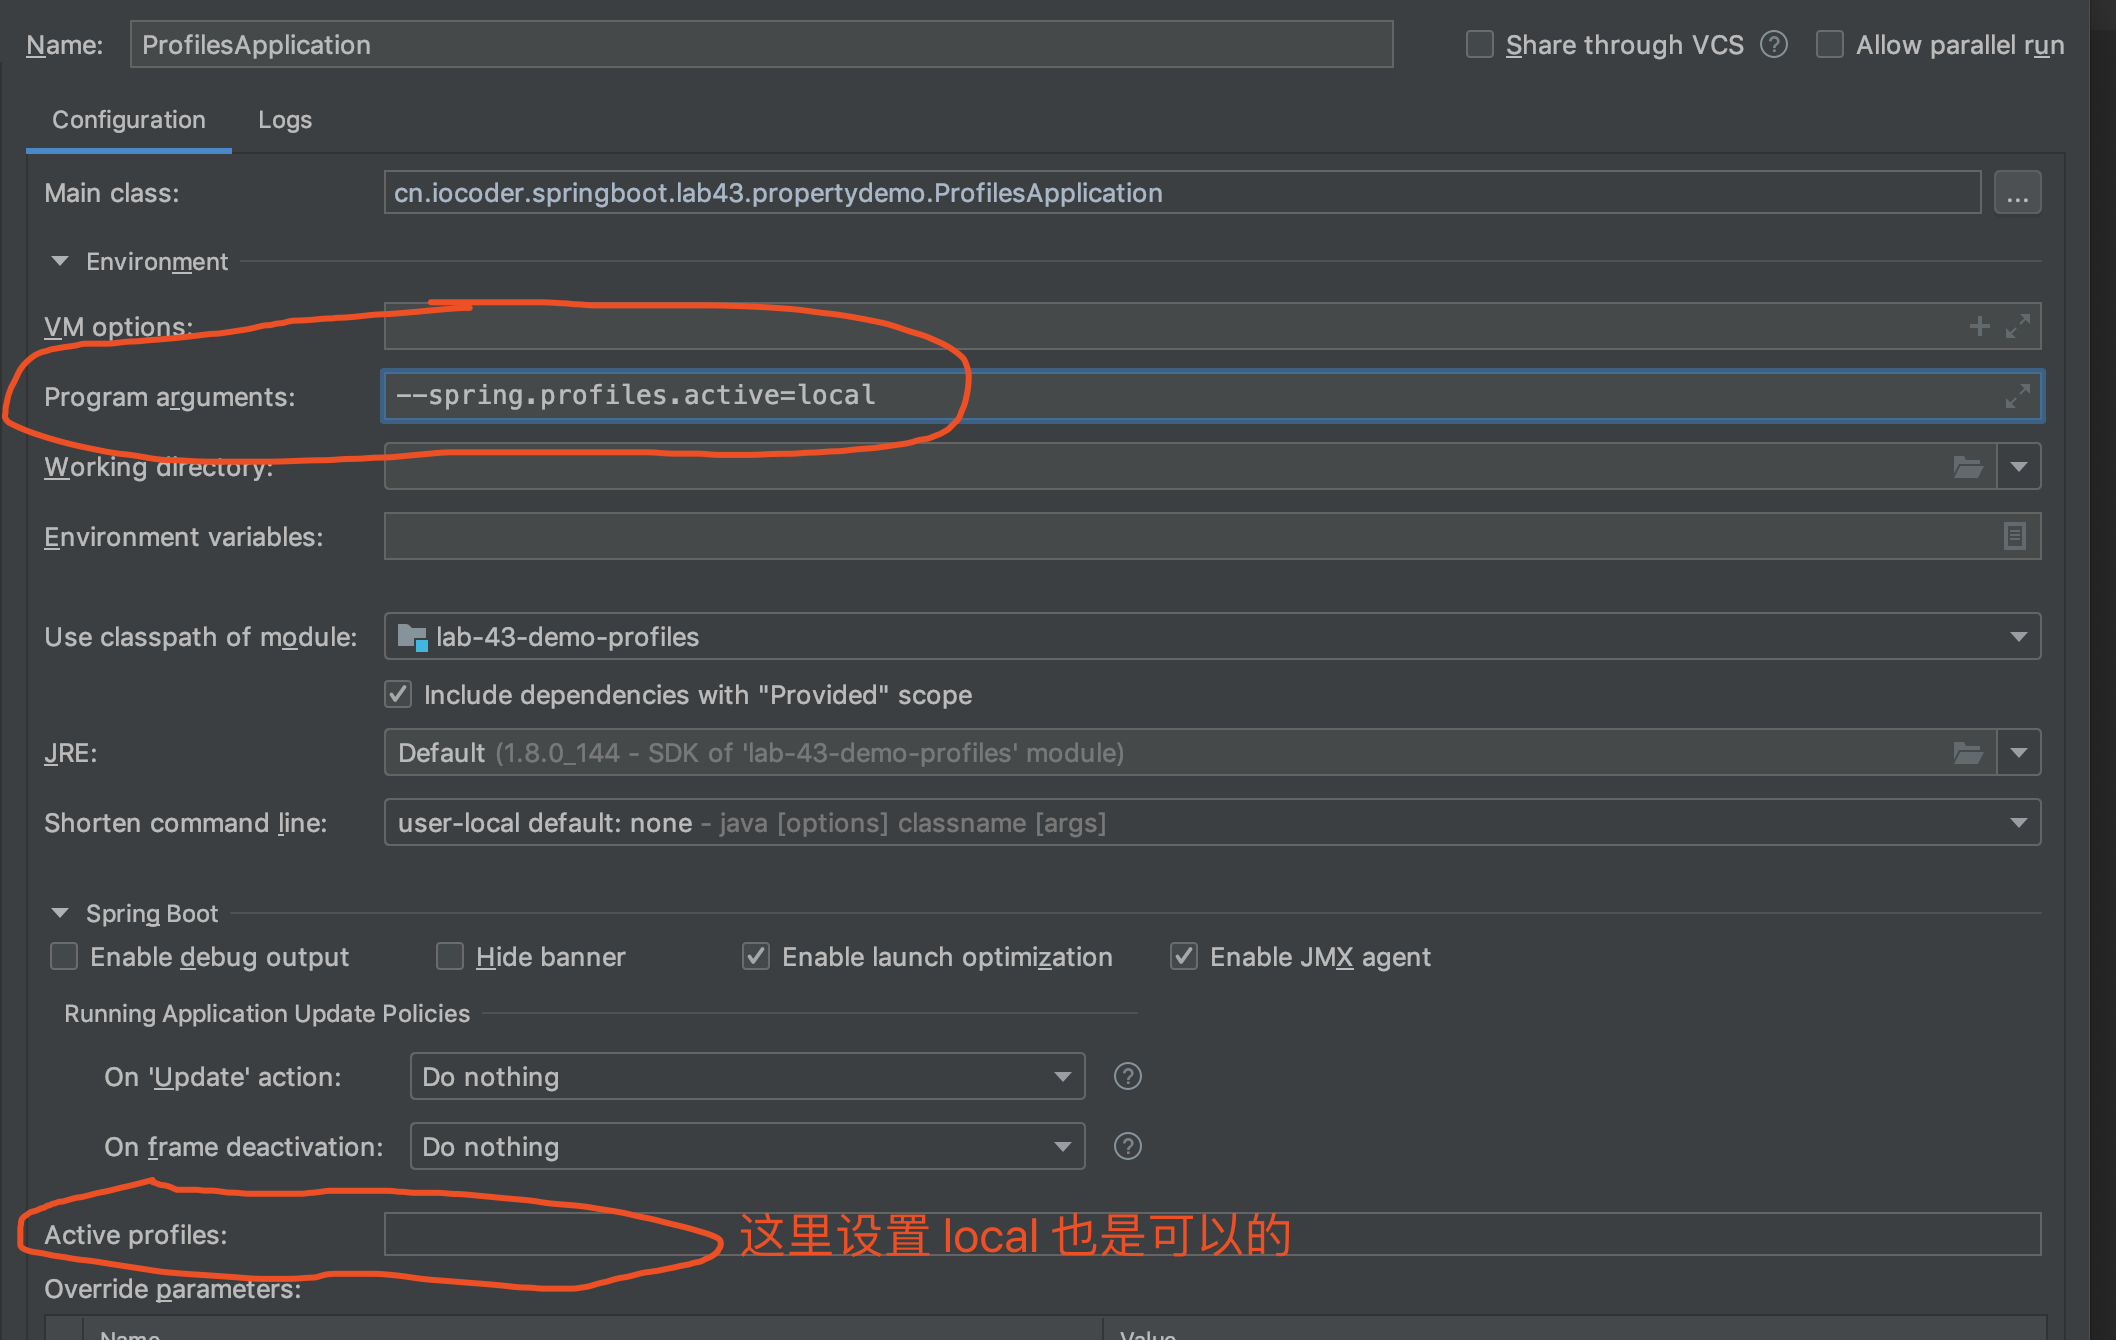 Name: ProfilesApplication Share through VCS ? Allow parallel run
Configuration Logs
Main class: cn.iocoder.springboot.lab43.propertydemo.ProfilesApplication ...
Environment
VM options:
Program arguments: --spring.profiles.active=local
Working directory:
Environment variables:
Use classpath of module: lab-43-demo-profiles
Include dependencies with "Provided" scope
JRE: Default (1.8.0_144 - SDK of 'lab-43-demo-profiles' module)
Shorten command line: user-local default: none - java [options] classname [args]
Spring Boot
Enable debug output Hide banner Enable launch optimization Enable JMX agent
Running Application Update Policies
On 'Update' action: Do nothing ?
On frame deactivation: Do nothing ?
Active profiles: 这里设置 local 也是可以的
Override parameters:
Name Value